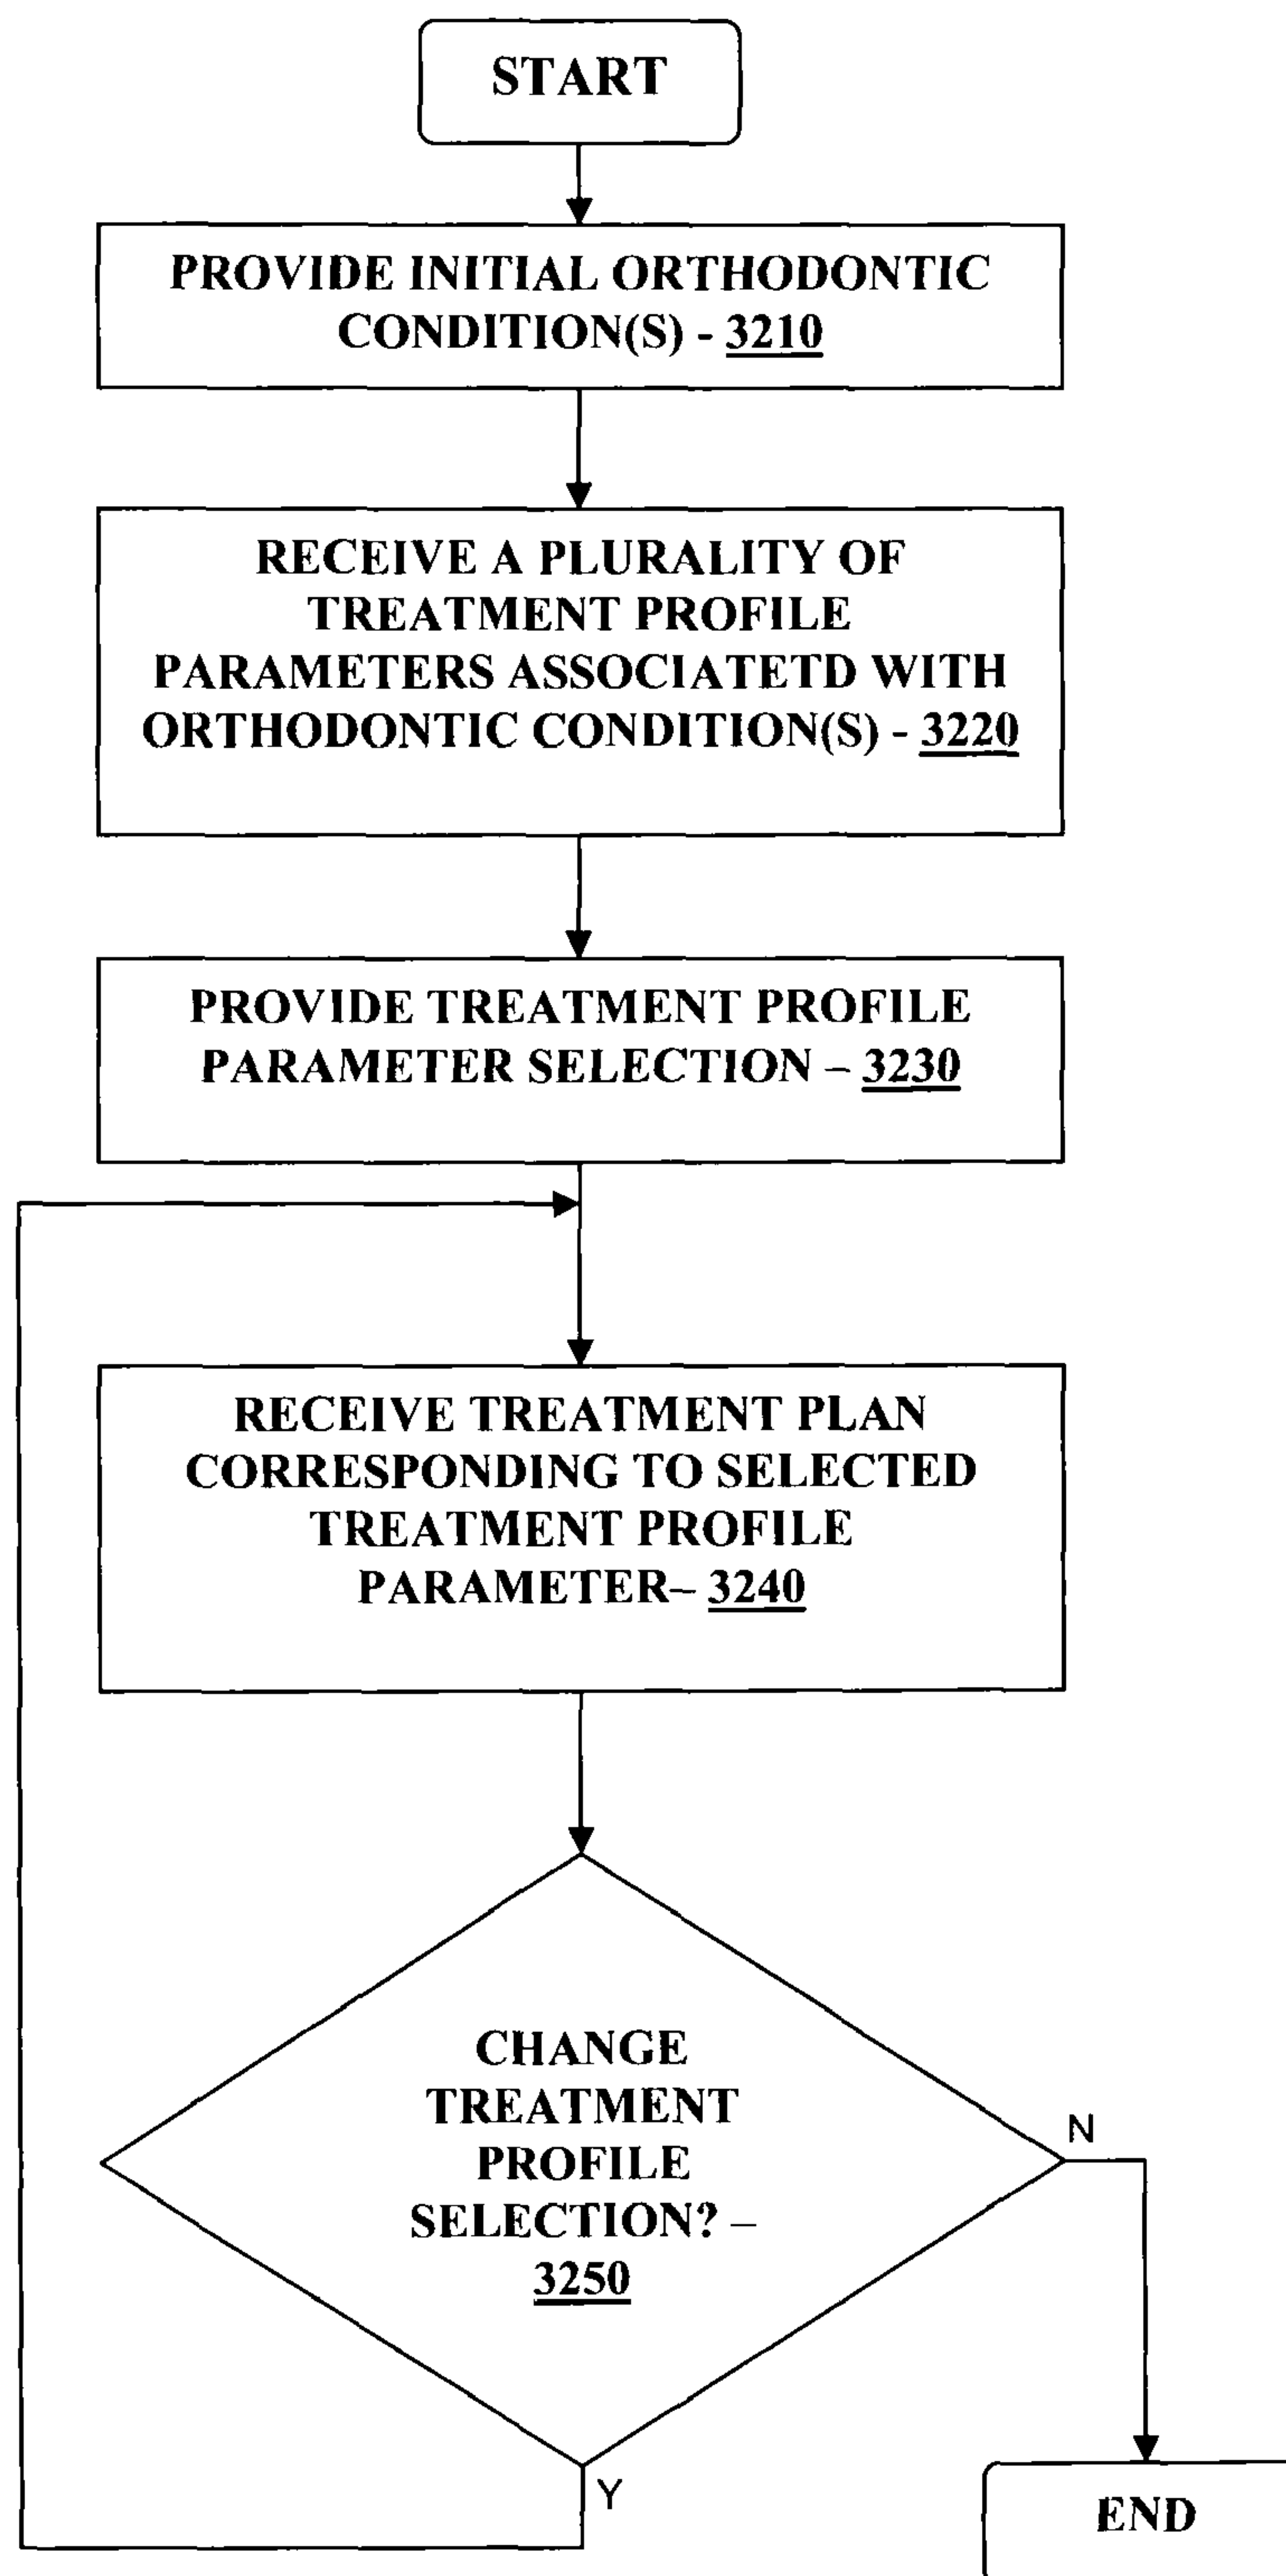 START
PROVIDE INITIAL ORTHODONTIC
CONDITION(S) - 3210
RECEIVE A PLURALITY OF
TREATMENT PROFILE
PARAMETERS ASSOCIATETD WITH
ORTHODONTIC CONDITION(S) - 3220
PROVIDE TREATMENT PROFILE
PARAMETER SELECTION – 3230
RECEIVE TREATMENT PLAN
CORRESPONDING TO SELECTED
TREATMENT PROFILE
PARAMETER– 3240
CHANGE
TREATMENT
PROFILE
SELECTION? –
3250
N
Y
END